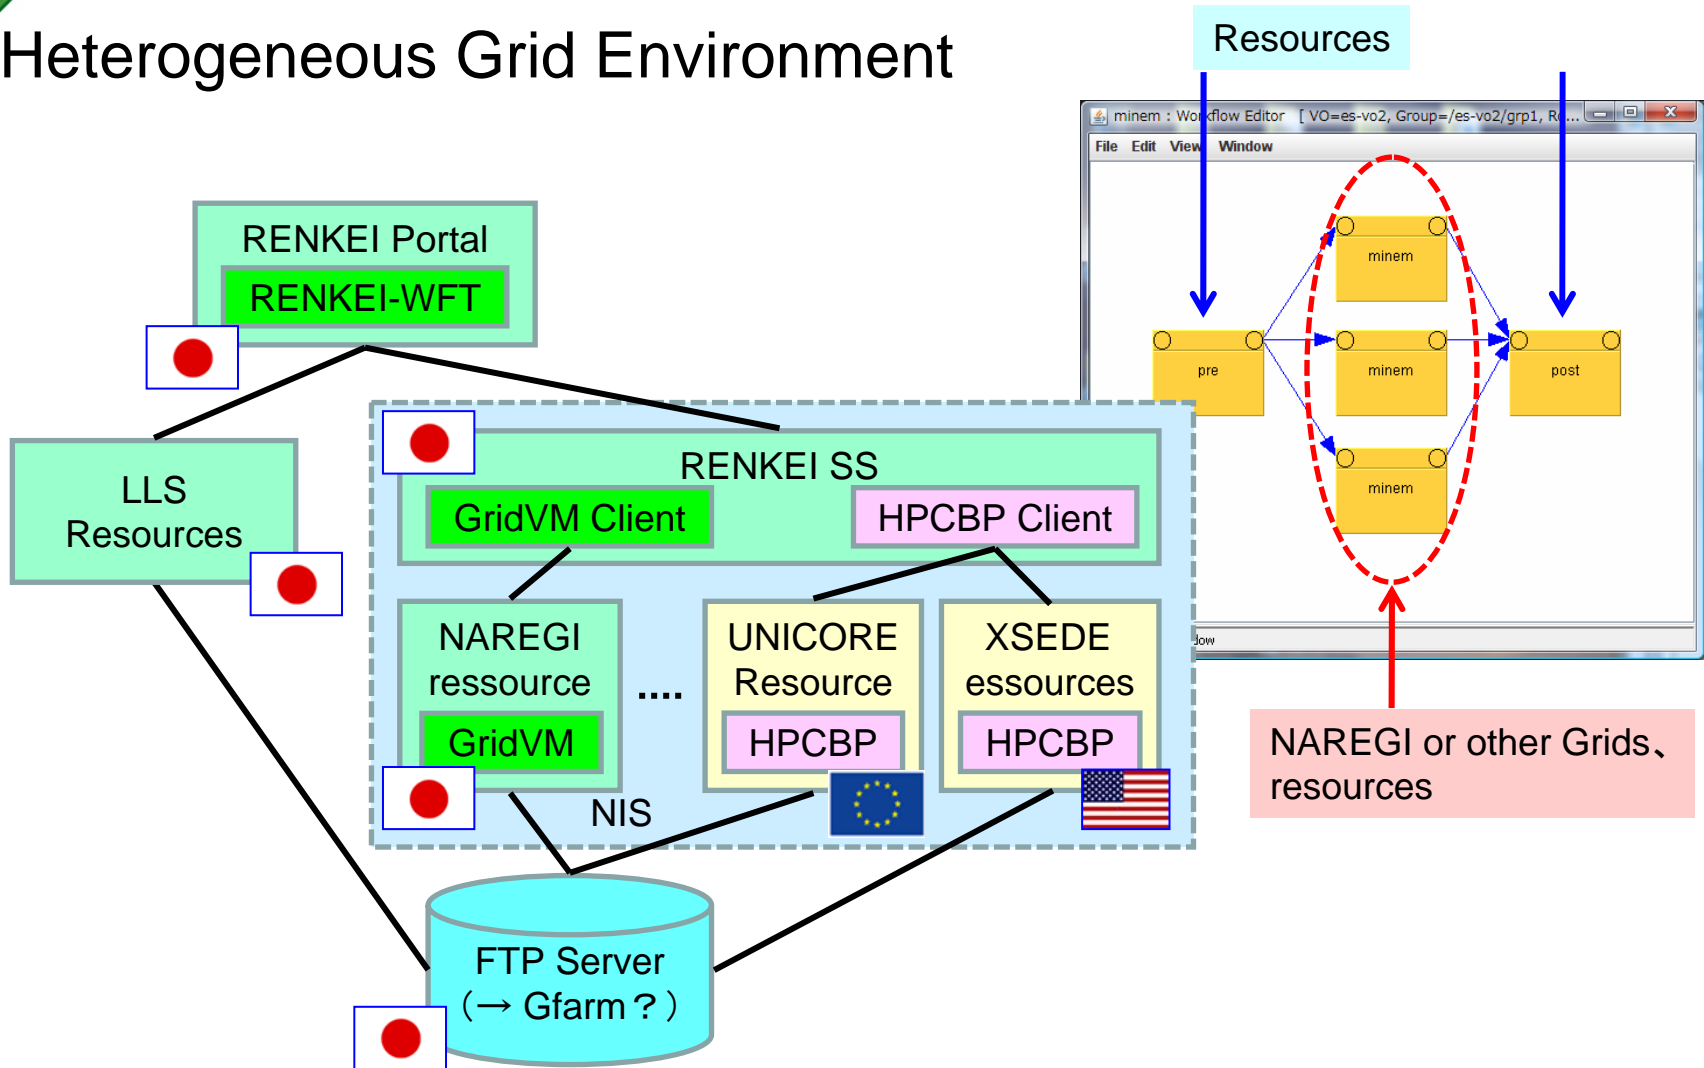 Heterogeneous Grid Environment
Resources
minem : Workflow Editor [ VO=es-vo2, Group=/es-vo2/grp1, Ro...
File Edit View Window
minem
pre
minem
post
minem
NAREGI or other Grids、
resources
RENKEI Portal
RENKEI-WFT
LLS
Resources
RENKEI SS
GridVM Client
HPCBP Client
NAREGI
ressource
GridVM
....
UNICORE
Resource
HPCBP
XSEDE
essources
HPCBP
NIS
FTP Server
（→ Gfarm？）